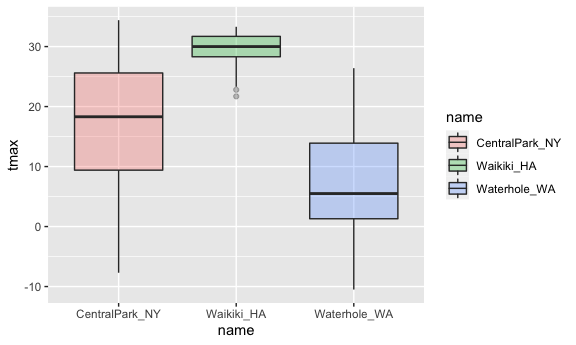 tmax
30
20
10
0
-10
CentralPark_NY
Waikiki_HA
Waterhole_WA
name
name
CentralPark_NY
Waikiki_HA
Waterhole_WA